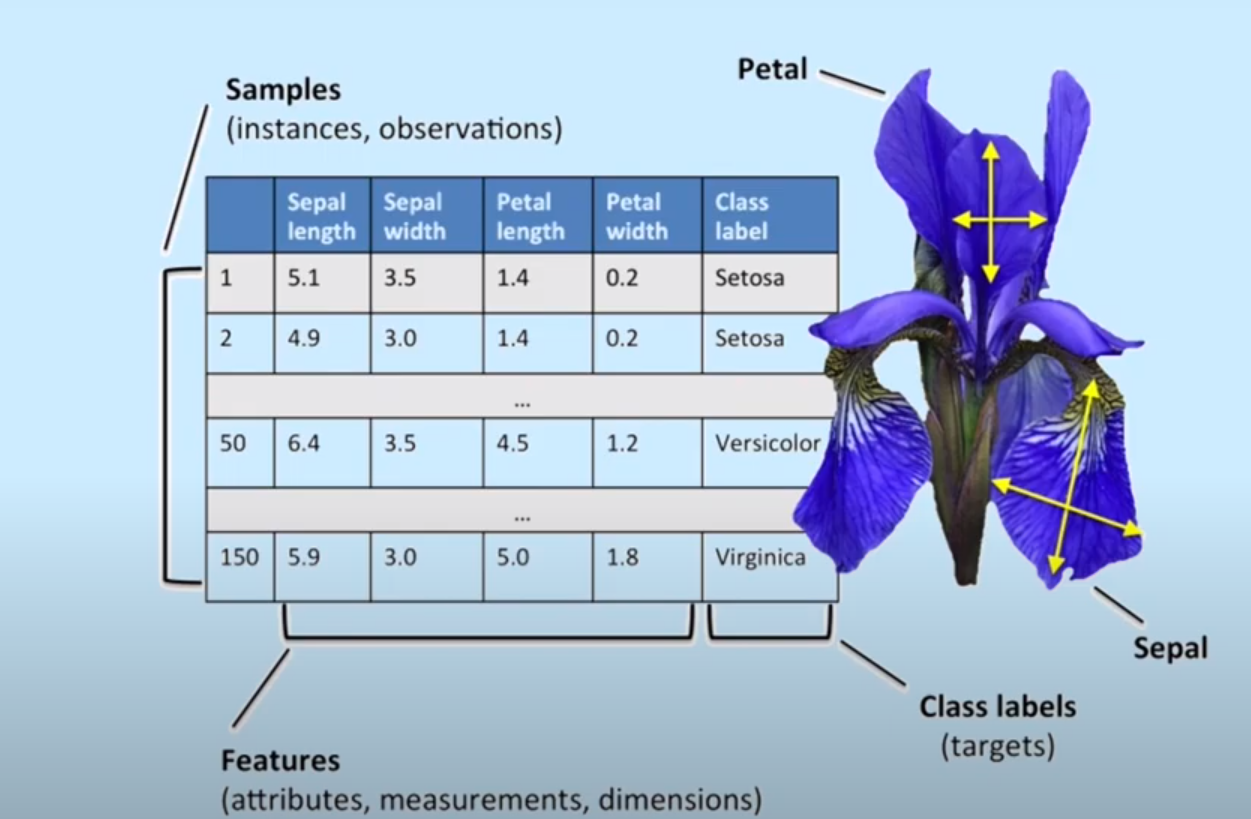 Petal
Samples
(instances, observations)
Sepal length Sepal width Petal length Petal width Class label
1 5.1 3.5 1.4 0.2 Setosa
2 4.9 3.0 1.4 0.2 Setosa
...
50 6.4 3.5 4.5 1.2 Versicolor
...
150 5.9 3.0 5.0 1.8 Virginica
Sepal
Class labels
(targets)
Features
(attributes, measurements, dimensions)